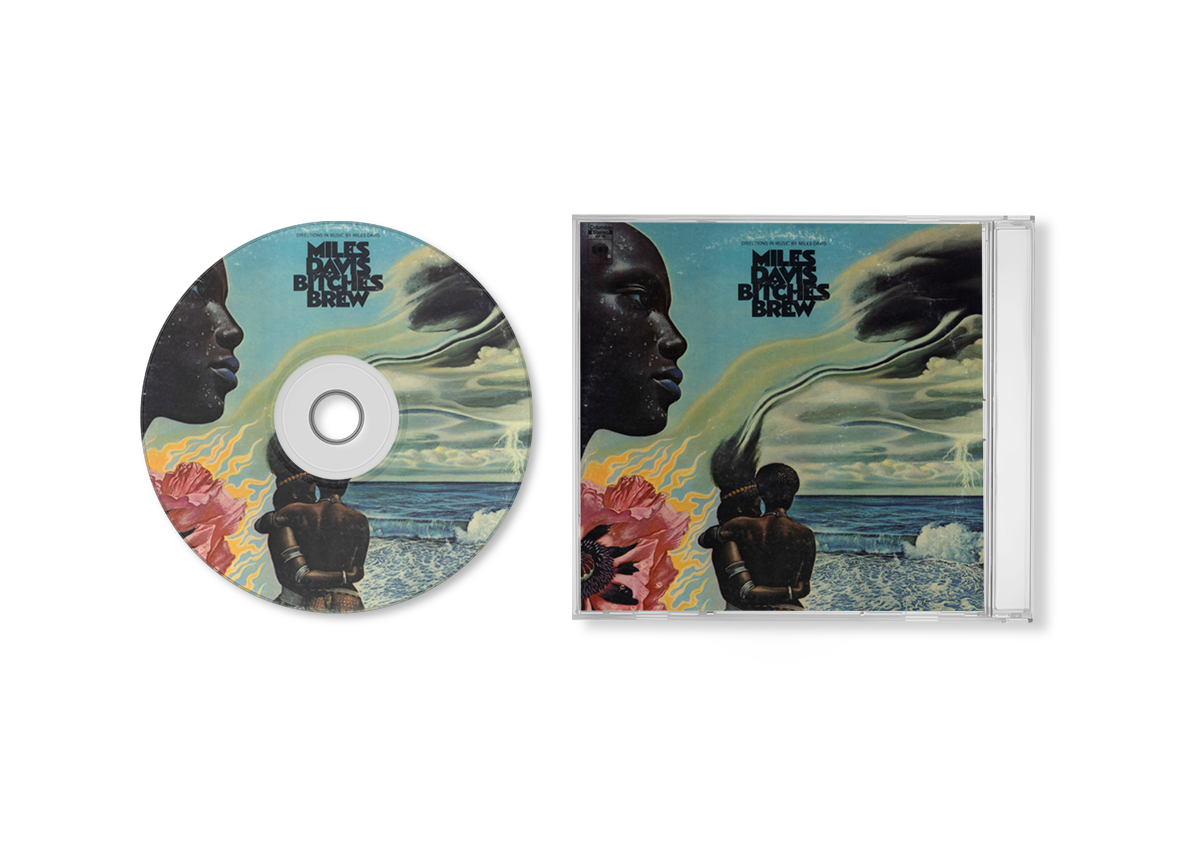 DIRECTIONS IN MUSIC BY MILES DAVIS
MILES
DAVIS
BITCHES
BREW
DIRECTIONS IN MUSIC BY MILES DAVIS
MILES
DAVIS
BITCHES
BREW